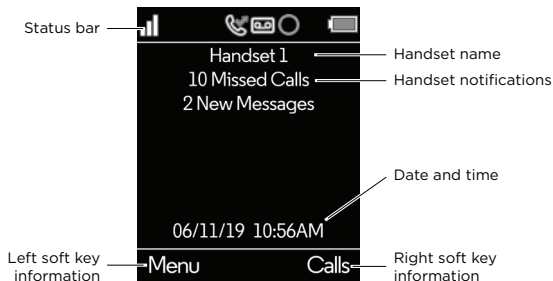 Status bar
Handset 1
Handset name
10 Missed Calls
Handset notifications
2 New Messages
Date and time
06/11/19 10:56AM
Left soft key
information
Menu
Calls
Right soft key
information